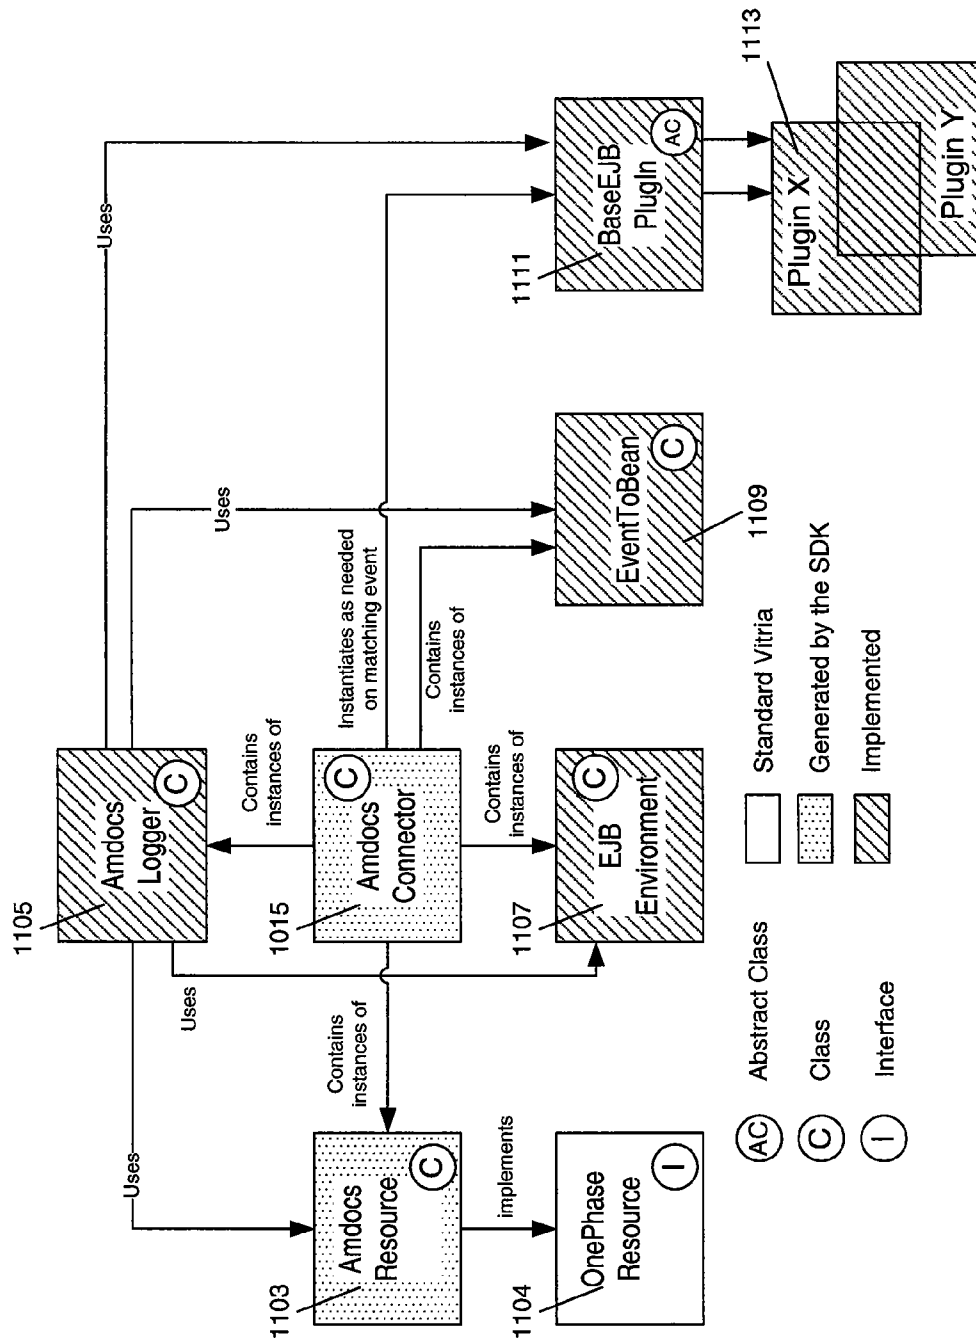 1105
Amdocs
Logger
C
Uses
Uses
Uses
Uses
Contains
instances of
1015
Amdocs
Connector
C
Instantiates as needed
on matching event
Contains
instances of
Contains
instances of
Contains
instances of
1103
Amdocs
Resource
C
implements
1104
OnePhase
Resource
I
1107
EJB
Environment
C
EventToBean
C
1109
1111
BaseEJB
PlugIn
AC
1113
Plugin X
Plugin Y
AC Abstract Class
C Class
I Interface
Standard Vitria
Generated by the SDK
Implemented